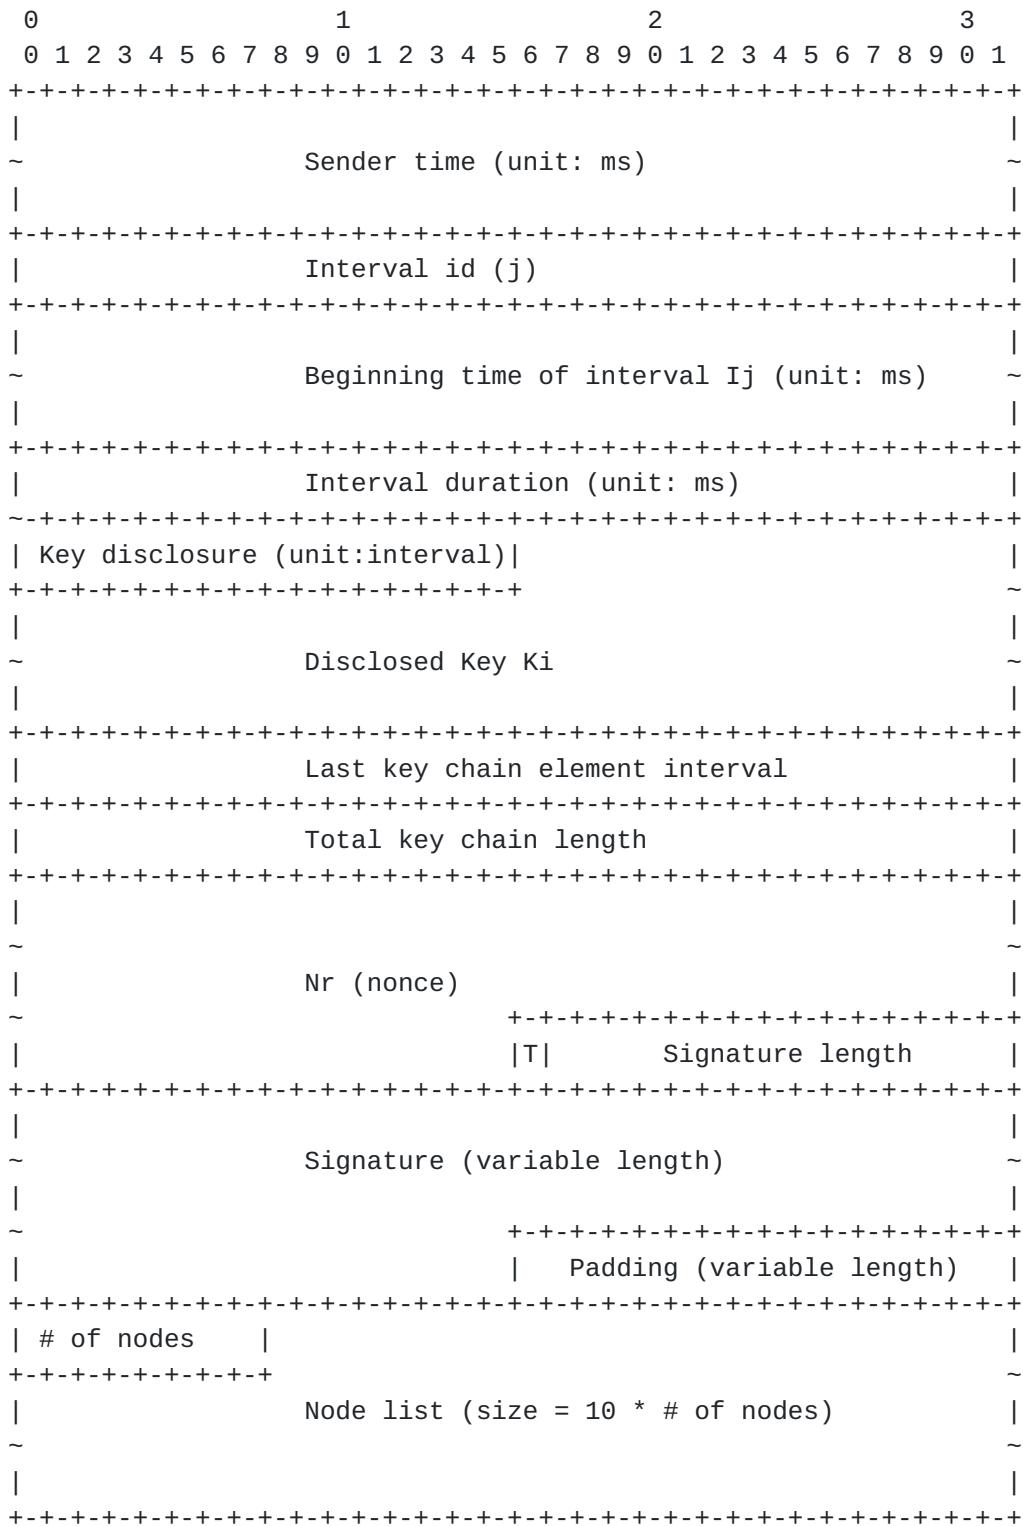 0                   1                   2                   3
 0 1 2 3 4 5 6 7 8 9 0 1 2 3 4 5 6 7 8 9 0 1 2 3 4 5 6 7 8 9 0 1
+-+-+-+-+-+-+-+-+-+-+-+-+-+-+-+-+-+-+-+-+-+-+-+-+-+-+-+-+-+-+-+-+
|                                                               |
~                  Sender time (unit: ms)                       ~
|                                                               |
+-+-+-+-+-+-+-+-+-+-+-+-+-+-+-+-+-+-+-+-+-+-+-+-+-+-+-+-+-+-+-+-+
|                  Interval id (j)                              |
+-+-+-+-+-+-+-+-+-+-+-+-+-+-+-+-+-+-+-+-+-+-+-+-+-+-+-+-+-+-+-+-+
|                                                               |
~                  Beginning time of interval Ij (unit: ms)     ~
|                                                               |
+-+-+-+-+-+-+-+-+-+-+-+-+-+-+-+-+-+-+-+-+-+-+-+-+-+-+-+-+-+-+-+-+
|                  Interval duration (unit: ms)                 |
~-+-+-+-+-+-+-+-+-+-+-+-+-+-+-+-+-+-+-+-+-+-+-+-+-+-+-+-+-+-+-+-+
| Key disclosure (unit:interval)|                               |
+-+-+-+-+-+-+-+-+-+-+-+-+-+-+-+-+                               ~
|                                                               |
~                  Disclosed Key Ki                             ~
|                                                               |
+-+-+-+-+-+-+-+-+-+-+-+-+-+-+-+-+-+-+-+-+-+-+-+-+-+-+-+-+-+-+-+-+
|                  Last key chain element interval              |
+-+-+-+-+-+-+-+-+-+-+-+-+-+-+-+-+-+-+-+-+-+-+-+-+-+-+-+-+-+-+-+-+
|                  Total key chain length                       |
+-+-+-+-+-+-+-+-+-+-+-+-+-+-+-+-+-+-+-+-+-+-+-+-+-+-+-+-+-+-+-+-+
|                                                               |
~                                                               ~
|                  Nr (nonce)                                   |
~                               +-+-+-+-+-+-+-+-+-+-+-+-+-+-+-+-+
|                               |T|       Signature length      |
+-+-+-+-+-+-+-+-+-+-+-+-+-+-+-+-+-+-+-+-+-+-+-+-+-+-+-+-+-+-+-+-+
|                                                               |
~                  Signature (variable length)                  ~
|                                                               |
~                               +-+-+-+-+-+-+-+-+-+-+-+-+-+-+-+-+
|                               |   Padding (variable length)   |
+-+-+-+-+-+-+-+-+-+-+-+-+-+-+-+-+-+-+-+-+-+-+-+-+-+-+-+-+-+-+-+-+
| # of nodes    |                                               |
+-+-+-+-+-+-+-+-+                                               ~
|                  Node list (size = 10 * # of nodes)           |
~                                                               ~
|                                                               |
+-+-+-+-+-+-+-+-+-+-+-+-+-+-+-+-+-+-+-+-+-+-+-+-+-+-+-+-+-+-+-+-+